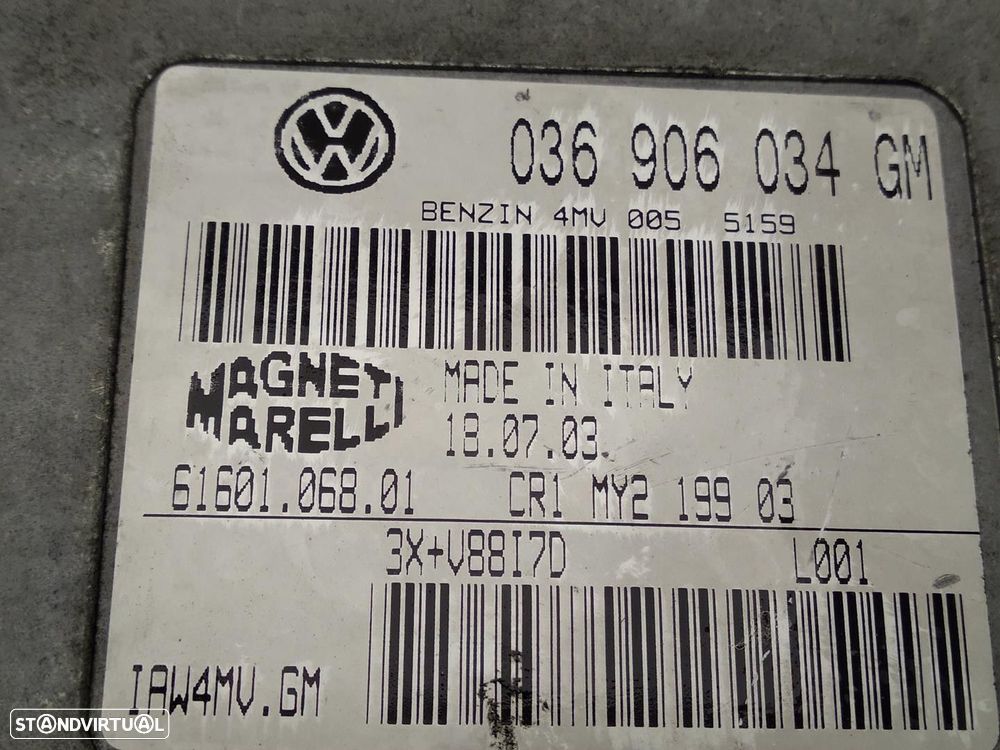 036 906 034 GM
BENZIN 4MV 005 5159
MAGNETI
MARELLI
MADE IN ITALY
18.07.03
61601.068.01 CR1 MY2 199 03
3X+V88I7D L001
IAW4MV.GM
STANDVIRTUAL